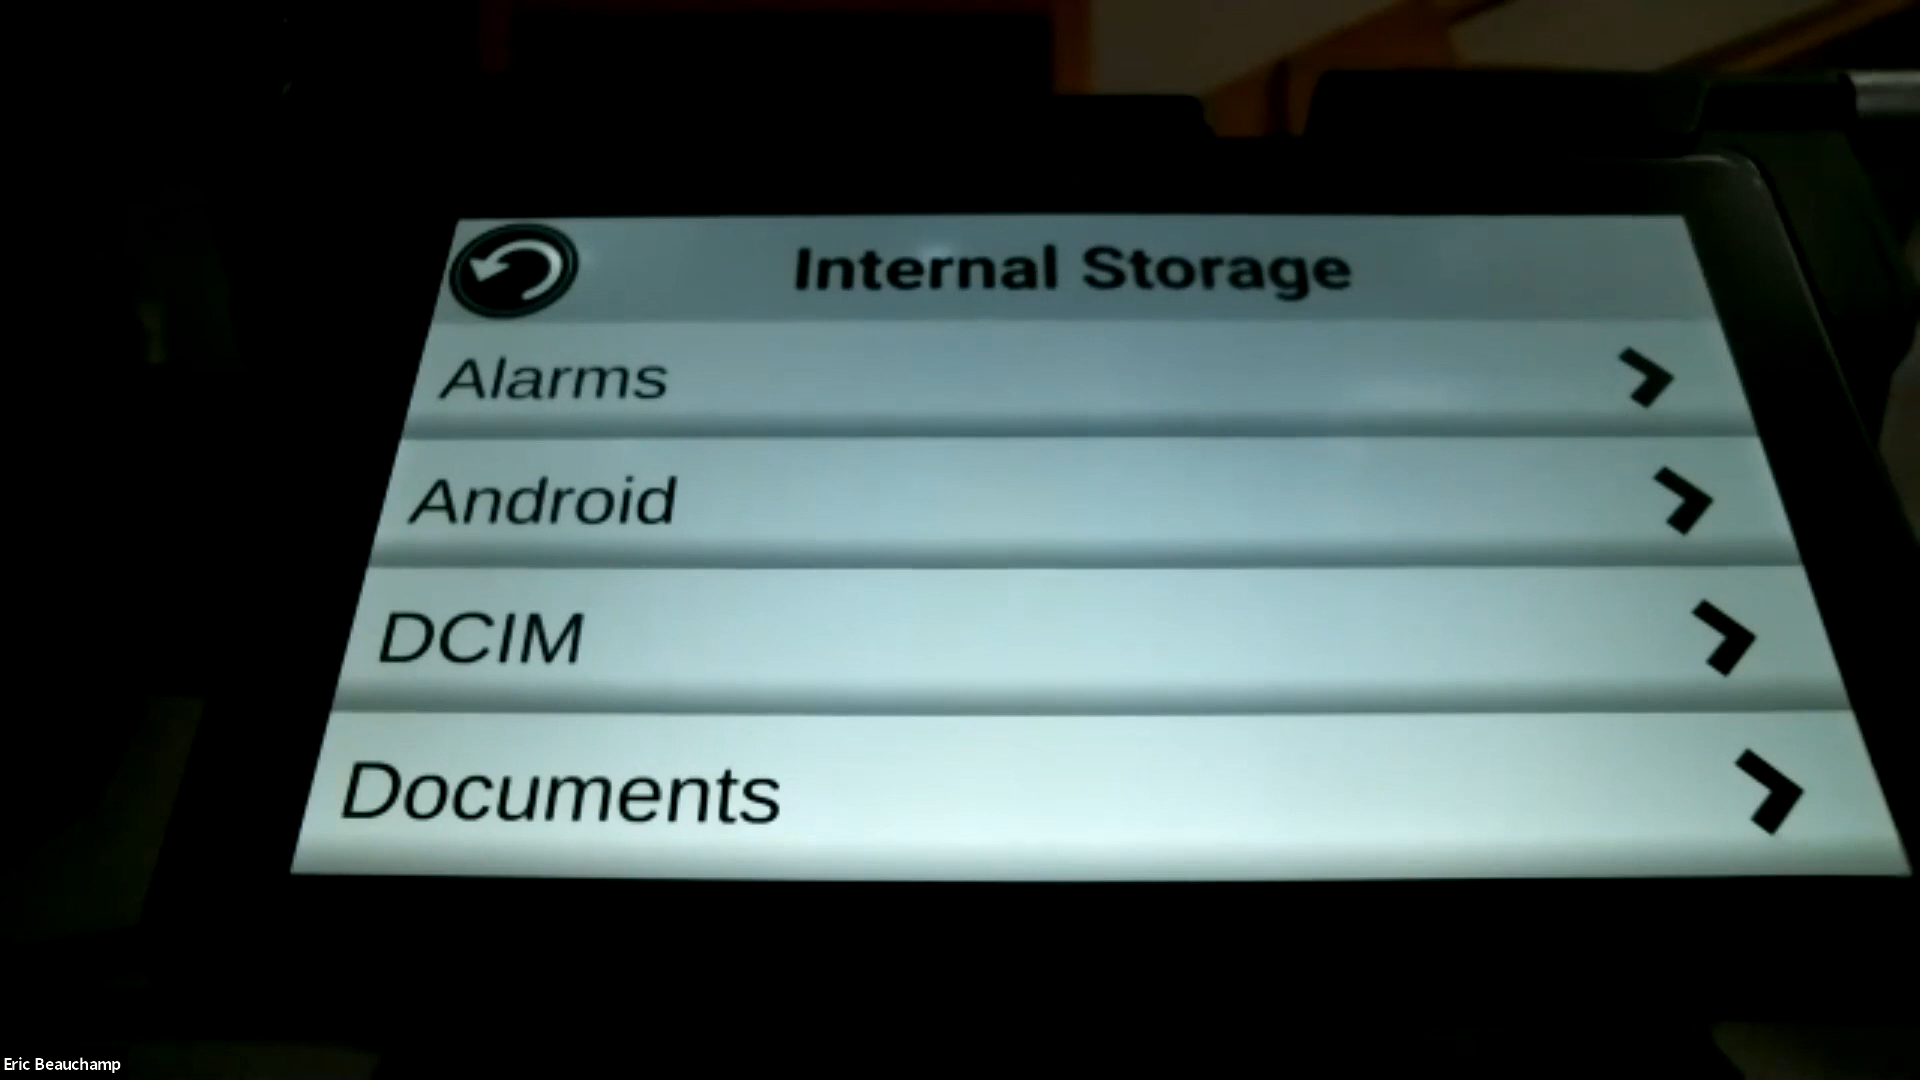 Internal Storage
Alarms
Android
DCIM
Documents
Eric Beauchamp